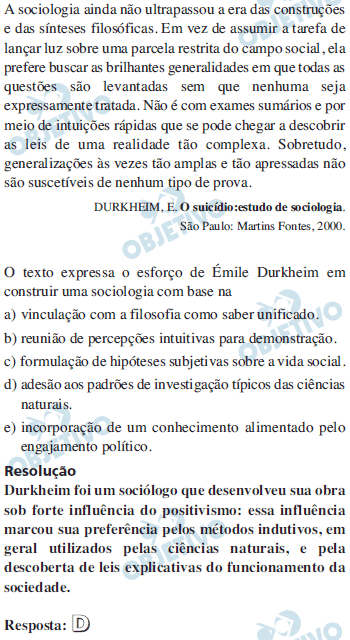 A sociologia ainda não ultrapassou a era das construções
e das sínteses filosóficas. Em vez de assumir a tarefa de
lançar luz sobre uma parcela restrita do campo social, ela
prefere buscar as brilhantes generalidades em que todas as
questões são levantadas sem que nenhuma seja
expressamente tratada. Não é com exames sumários e por
meio de intuições rápidas que se pode chegar a descobrir
as leis de uma realidade tão complexa. Sobretudo,
generalizações às vezes tão amplas e tão apressadas não
são suscetíveis de nenhum tipo de prova.
DURKHEIM, E. O suicídio:estudo de sociologia.
São Paulo: Martins Fontes, 2000.
O texto expressa o esforço de Émile Durkheim em
construir uma sociologia com base na
a) vinculação com a filosofia como saber unificado.
b) reunião de percepções intuitivas para demonstração.
c) formulação de hipóteses subjetivas sobre a vida social.
d) adesão aos padrões de investigação típicos das ciências
naturais.
e) incorporação de um conhecimento alimentado pelo
engajamento político.
Resolução
Durkheim foi um sociólogo que desenvolveu sua obra
sob forte influência do positivismo: essa influência
marcou sua preferência pelos métodos indutivos, em
geral utilizados pelas ciências naturais, e pela
descoberta de leis explicativas do funcionamento da
sociedade.
Resposta: D
OBJETIVO
OBJETIVO
OBJETIVO
OBJETIVO
OBJETIVO
OBJETIVO
OBJETIVO